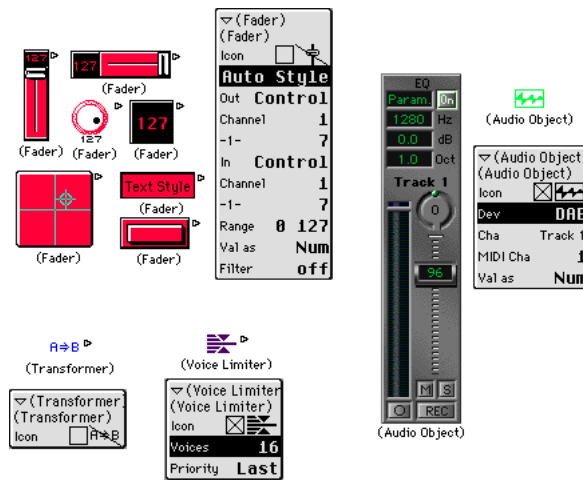 127
127
(Fader)
127
127
(Fader)
(Fader)
(Fader)
Text Style
(Fader)
(Fader)
(Fader)
(Fader)
(Fader)
Icon
Auto Style
Out Control
Channel 1
-1- 7
In Control
Channel 1
-1- 7
Range 0 127
Val as Num
Filter off
EQ
Param. On
1280 Hz
0.0 dB
1.0 Oct
Track 1
0
96
M S
REC
(Audio Object)
(Audio Object)
(Audio Object)
(Audio Object)
Icon
Dev DAE
Cha Track 1
MIDI Cha 1
Val as Num
A⇒B
(Transformer)
(Transformer)
(Transformer)
Icon A⇒B
(Voice Limiter)
(Voice Limiter)
(Voice Limiter)
Icon
Voices 16
Priority Last